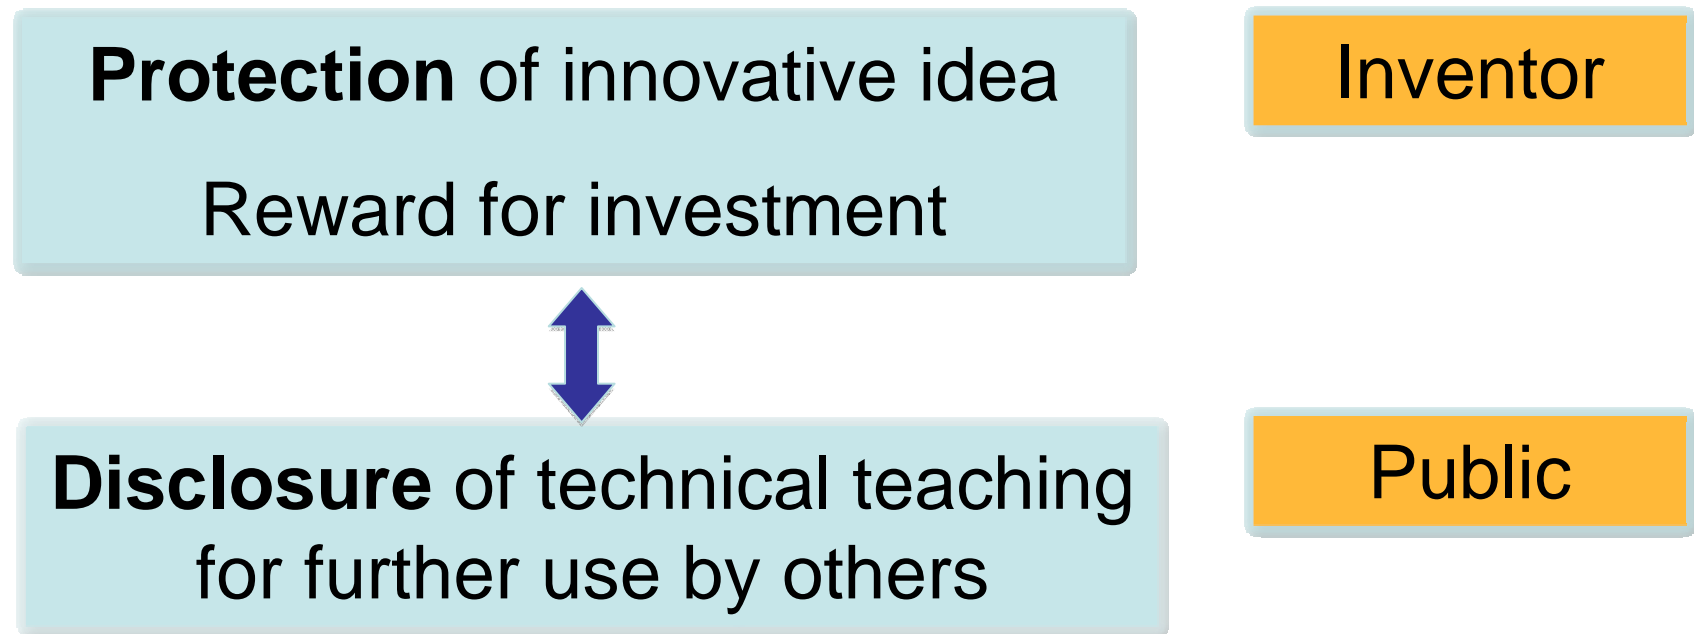 Protection of innovative idea
Inventor
Reward for investment
Disclosure of technical teaching
for further use by others
Public